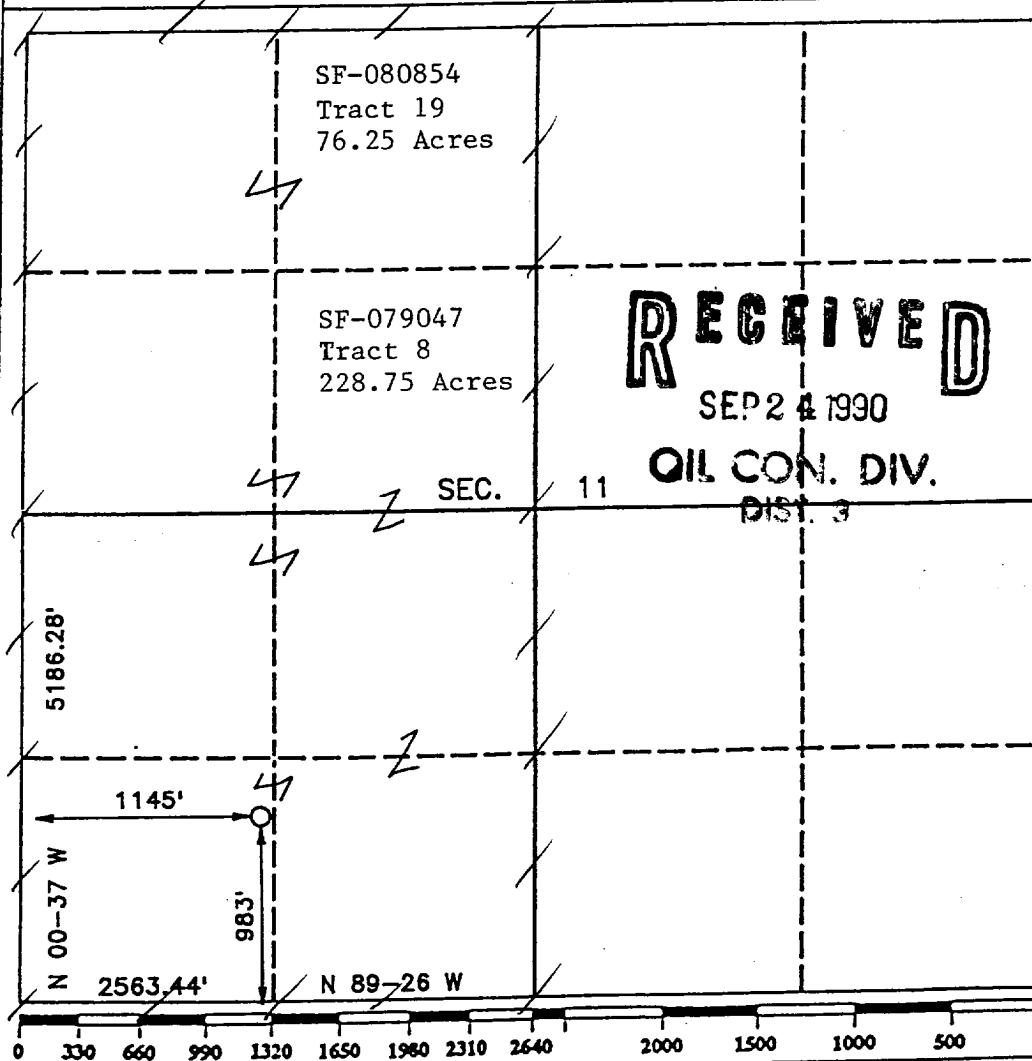 SF-080854
Tract 19
76.25 Acres
SF-079047
Tract 8
228.75 Acres
RECEIVED
SEP 24 1990
OIL CON. DIV.
DIST. 3
SEC. 11
5186.28'
1145'
N 00-37 W
983'
2563.44' N 89-26 W
0 330 660 990 1320 1650 1980 2310 2640 2000 1500 1000 500